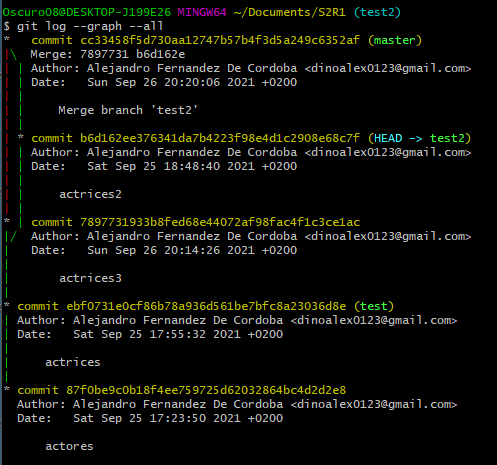 Oscuro08@DESKTOP-J199E26 MINGW64 ~/Documents/S2R1 (test2)
$ git log --graph --all
*   commit cc33458f5d730aa12747b57b4f3d5a249c6352af (master)
|\  Merge: 7897731 b6d162e
| | Author: Alejandro Fernandez De Cordoba <dinoalex0123@gmail.com>
| | Date:   Sun Sep 26 20:20:06 2021 +0200
| |
| |     Merge branch 'test2'
| |
| * commit b6d162ee376341da7b4223f98e4d1c2908e68c7f (HEAD -> test2)
| | Author: Alejandro Fernandez De Cordoba <dinoalex0123@gmail.com>
| | Date:   Sat Sep 25 18:48:40 2021 +0200
| |
| |     actrices2
| |
* | commit 7897731933b8fed68e44072af98fac4f1c3ce1ac
|/  Author: Alejandro Fernandez De Cordoba <dinoalex0123@gmail.com>
|   Date:   Sun Sep 26 20:14:26 2021 +0200
|
|       actrices3
|
* commit ebf0731e0cf86b78a936d561be7bfc8a23036d8e (test)
| Author: Alejandro Fernandez De Cordoba <dinoalex0123@gmail.com>
| Date:   Sat Sep 25 17:55:32 2021 +0200
|
|     actrices
|
* commit 87f0be9c0b18f4ee759725d62032864bc4d2d2e8
  Author: Alejandro Fernandez De Cordoba <dinoalex0123@gmail.com>
  Date:   Sat Sep 25 17:23:50 2021 +0200

      actores